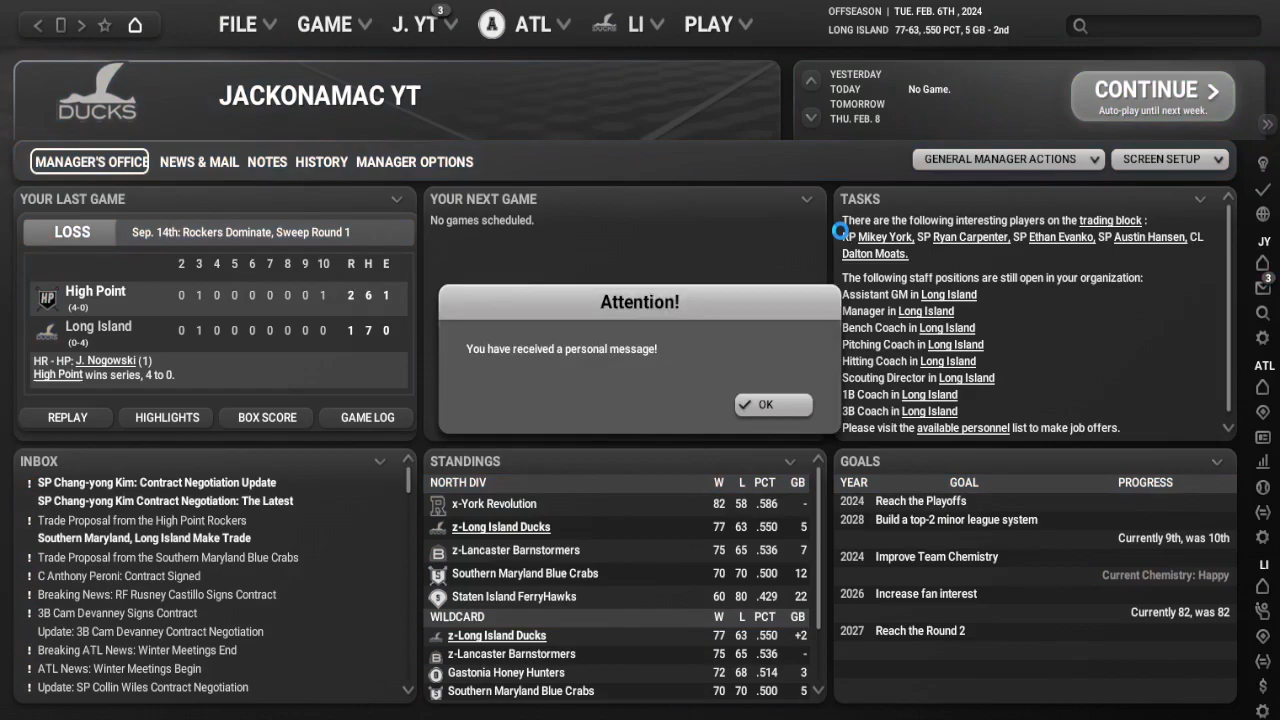 FILE
GAME
J. YT
3
A
ATL
LI
PLAY
OFFSEASON | TUE. FEB. 6TH , 2024
LONG ISLAND 77-63, .550 PCT, 5 GB - 2nd
DUCKS
JACKONAMAC YT
YESTERDAY
TODAY No Game.
TOMORROW
THU. FEB. 8
CONTINUE
Auto-play until next week.
MANAGER'S OFFICE
NEWS & MAIL
NOTES
HISTORY
MANAGER OPTIONS
GENERAL MANAGER ACTIONS
SCREEN SETUP
YOUR LAST GAME
LOSS
Sep. 14th: Rockers Dominate, Sweep Round 1
2 3 4 5 6 7 8 9 10 R H E
HP
High Point 0 1 0 0 0 0 0 0 1 2 6 1
(4-0)
Long Island 0 1 0 0 0 0 0 0 0 1 7 0
(0-4)
HR - HP: J. Nogowski (1)
High Point wins series, 4 to 0.
REPLAY
HIGHLIGHTS
BOX SCORE
GAME LOG
YOUR NEXT GAME
No games scheduled.
Attention!
You have received a personal message!
OK
TASKS
There are the following interesting players on the trading block :
RP Mikey York, SP Ryan Carpenter, SP Ethan Evanko, SP Austin Hansen, CL
Dalton Moats.
The following staff positions are still open in your organization:
Assistant GM in Long Island
Manager in Long Island
Bench Coach in Long Island
Pitching Coach in Long Island
Hitting Coach in Long Island
Scouting Director in Long Island
1B Coach in Long Island
3B Coach in Long Island
Please visit the available personnel list to make job offers.
INBOX
! SP Chang-yong Kim: Contract Negotiation Update
SP Chang-yong Kim Contract Negotiation: The Latest
! Trade Proposal from the High Point Rockers
Southern Maryland, Long Island Make Trade
! Trade Proposal from the Southern Maryland Blue Crabs
! C Anthony Peroni: Contract Signed
! Breaking News: RF Rusney Castillo Signs Contract
! 3B Cam Devanney Signs Contract
Update: 3B Cam Devanney Contract Negotiation
! Breaking ATL News: Winter Meetings End
! ATL News: Winter Meetings Begin
! Update: SP Collin Wiles Contract Negotiation
STANDINGS
NORTH DIV W L PCT GB
x-York Revolution 82 58 .586 -
z-Long Island Ducks 77 63 .550 5
z-Lancaster Barnstormers 75 65 .536 7
Southern Maryland Blue Crabs 70 70 .500 12
Staten Island FerryHawks 60 80 .429 22
WILDCARD W L PCT GB
z-Long Island Ducks 77 63 .550 +2
z-Lancaster Barnstormers 75 65 .536 -
Gastonia Honey Hunters 72 68 .514 3
Southern Maryland Blue Crabs 70 70 .500 5
GOALS
YEAR GOAL PROGRESS
2024 Reach the Playoffs
2028 Build a top-2 minor league system
Currently 9th, was 10th
2024 Improve Team Chemistry
Current Chemistry: Happy
2026 Increase fan interest
Currently 82, was 82
2027 Reach the Round 2
JY
3
ATL
LI